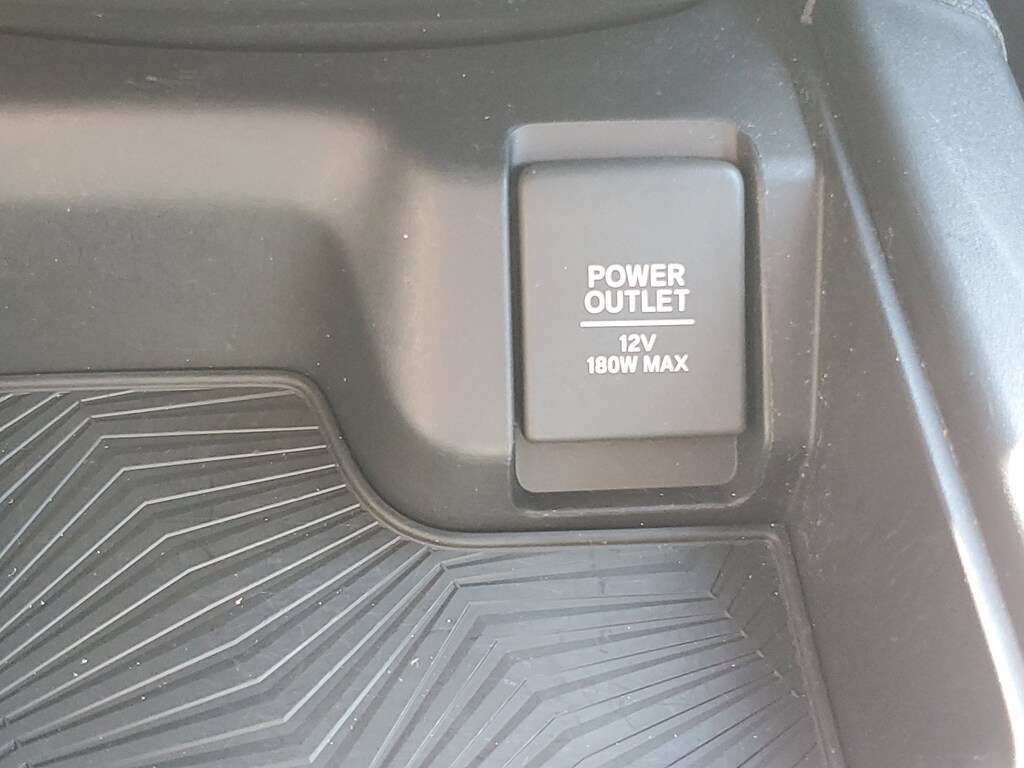 POWER
OUTLET
12V
180W MAX